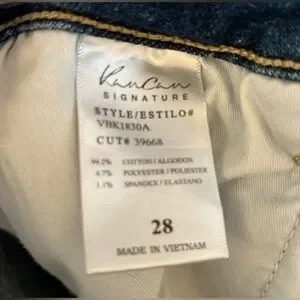 KanCan
SIGNATURE
STYLE/ESTILO#
VBK1830A
CUT# 39668
94.2% COTTON / ALGODON
4.7% POLYESTER / POLIESTER
1.1% SPANDEX / ELASTANO
28
MADE IN VIETNAM